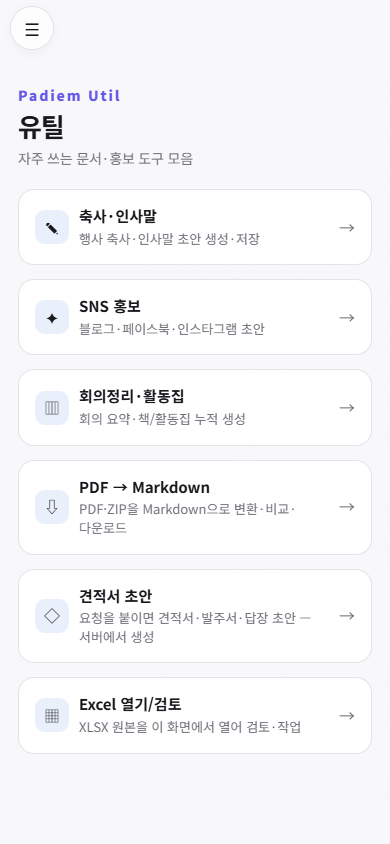 Padiem Util
유틸
자주 쓰는 문서·홍보 도구 모음
축사·인사말
행사 축사·인사말 초안 생성·저장
→
SNS 홍보
블로그·페이스북·인스타그램 초안
→
회의정리·활동집
회의 요약·책/활동집 누적 생성
→
PDF → Markdown
PDF·ZIP을 Markdown으로 변환·비교·
다운로드
→
견적서 초안
요청을 붙이면 견적서·발주서·답장 초안 —
서버에서 생성
→
Excel 열기/검토
XLSX 원본을 이 화면에서 열어 검토·작업
→